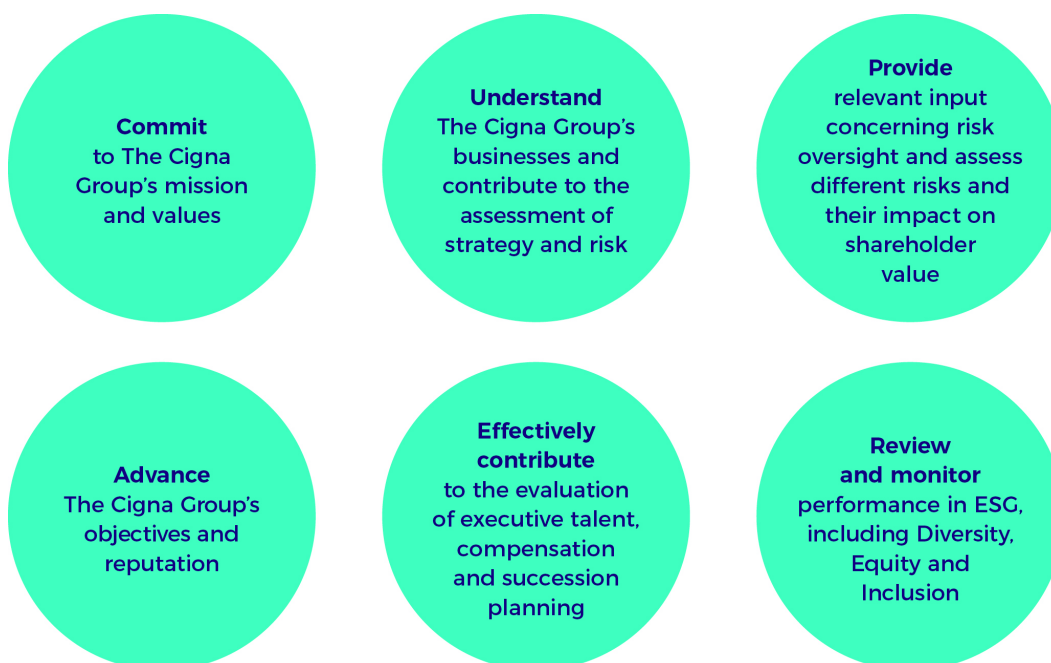 Commit
to The Cigna
Group’s mission
and values
Understand
The Cigna Group’s
businesses and
contribute to the
assessment of
strategy and risk
Provide
relevant input
concerning risk
oversight and assess
different risks and
their impact on
shareholder
value
Advance
The Cigna Group’s
objectives and
reputation
Effectively
contribute
to the evaluation
of executive talent,
compensation
and succession
planning
Review
and monitor
performance in ESG,
including Diversity,
Equity and
Inclusion